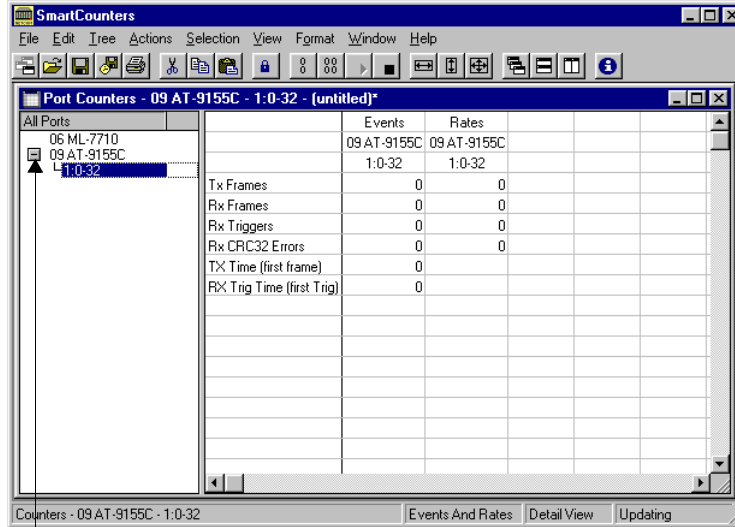 SmartCounters
File Edit Tree Actions Selection View Format Window Help
Port Counters - 09 AT-9155C - 1:0-32 - (untitled)*
All Ports Events Rates
06 ML-7710 09 AT-9155C 09 AT-9155C
09 AT-9155C 1:0-32 1:0-32
1:0-32
Tx Frames 0 0
Rx Frames 0 0
Rx Triggers 0 0
Rx CRC32 Errors 0 0
TX Time (first frame) 0
RX Trig Time (first Trig) 0
Counters - 09 AT-9155C - 1:0-32 Events And Rates Detail View Updating